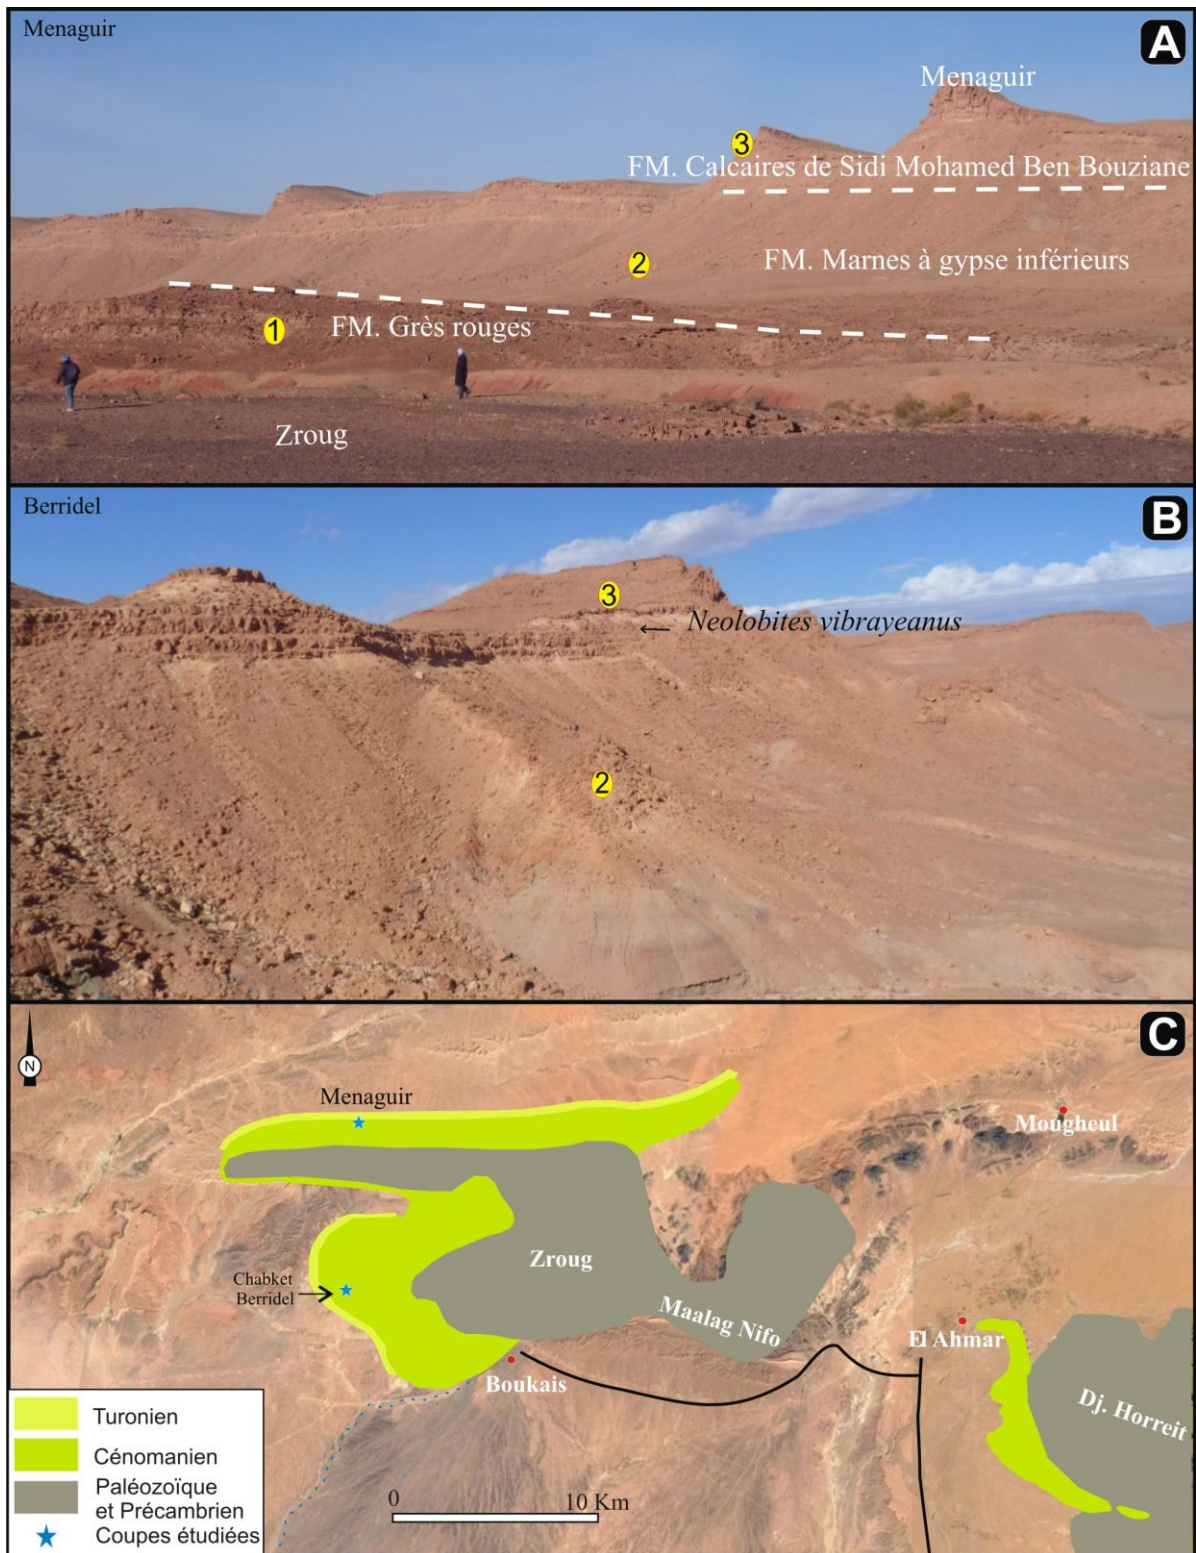 Menaguir
A
Menaguir
3
FM. Calcaires de Sidi Mohamed Ben Bouziane
2
FM. Marnes à gypse inférieurs
1
FM. Grès rouges
Zroug
Berridel
B
3
Neolobites vibrayeanus
2
C
N
Menaguir
Mougheul
Zroug
Chabket
Berridel
Maalag Nifo
El Ahmar
Boukais
Dj. Horreit
Turonien
Cénomanien
Paléozoïque
et Précambrien
Coupes étudiées
0
10 Km